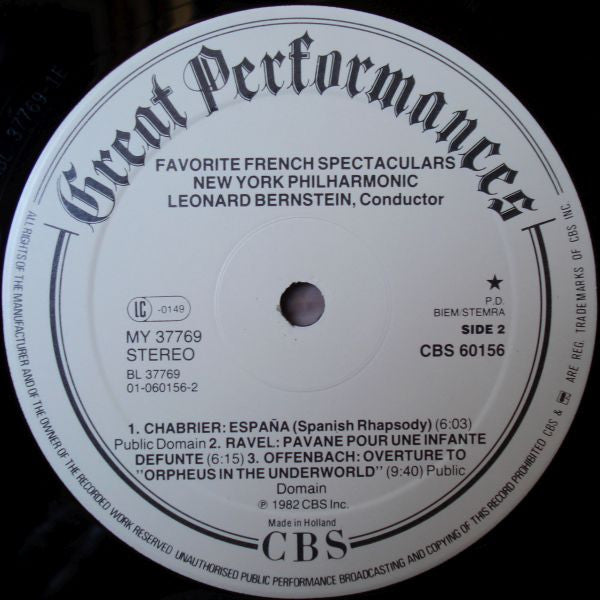 Great Performances
FAVORITE FRENCH SPECTACULARS
NEW YORK PHILHARMONIC
LEONARD BERNSTEIN, Conductor
LC -0149
MY 37769
STEREO
BL 37769
01-060156-2
★
P.D.
BIEM/STEMRA
SIDE 2
CBS 60156
1. CHABRIER: ESPAÑA (Spanish Rhapsody) (6:03)
Public Domain 2. RAVEL: PAVANE POUR UNE INFANTE
DEFUNTE (6:15) 3. OFFENBACH: OVERTURE TO
"ORPHEUS IN THE UNDERWORLD" (9:40) Public
Domain
℗ 1982 CBS Inc.
Made in Holland
CBS
ALL RIGHTS OF THE MANUFACTURER AND OF THE OWNER OF THE RECORDED WORK RESERVED UNAUTHORISED PUBLIC PERFORMANCE BROADCASTING AND COPYING OF THIS RECORD PROHIBITED CBS & ARE REG. TRADEMARKS OF CBS INC.
BL 37769-1E